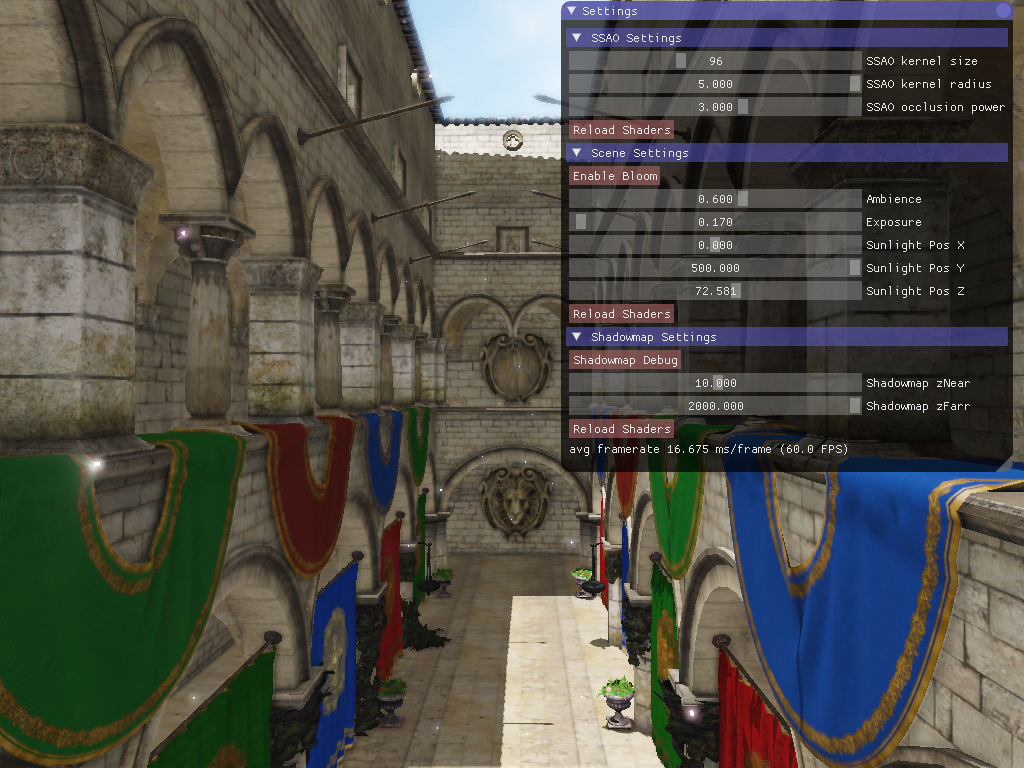 Settings
SSAO Settings
96 SSAO kernel size
5.000 SSAO kernel radius
3.000 SSAO occlusion power
Reload Shaders
Scene Settings
Enable Bloom
0.600 Ambience
0.170 Exposure
0.000 Sunlight Pos X
500.000 Sunlight Pos Y
72.581 Sunlight Pos Z
Reload Shaders
Shadowmap Settings
Shadowmap Debug
10.000 Shadowmap zNear
2000.000 Shadowmap zFarr
Reload Shaders
avg framerate 16.675 ms/frame (60.0 FPS)